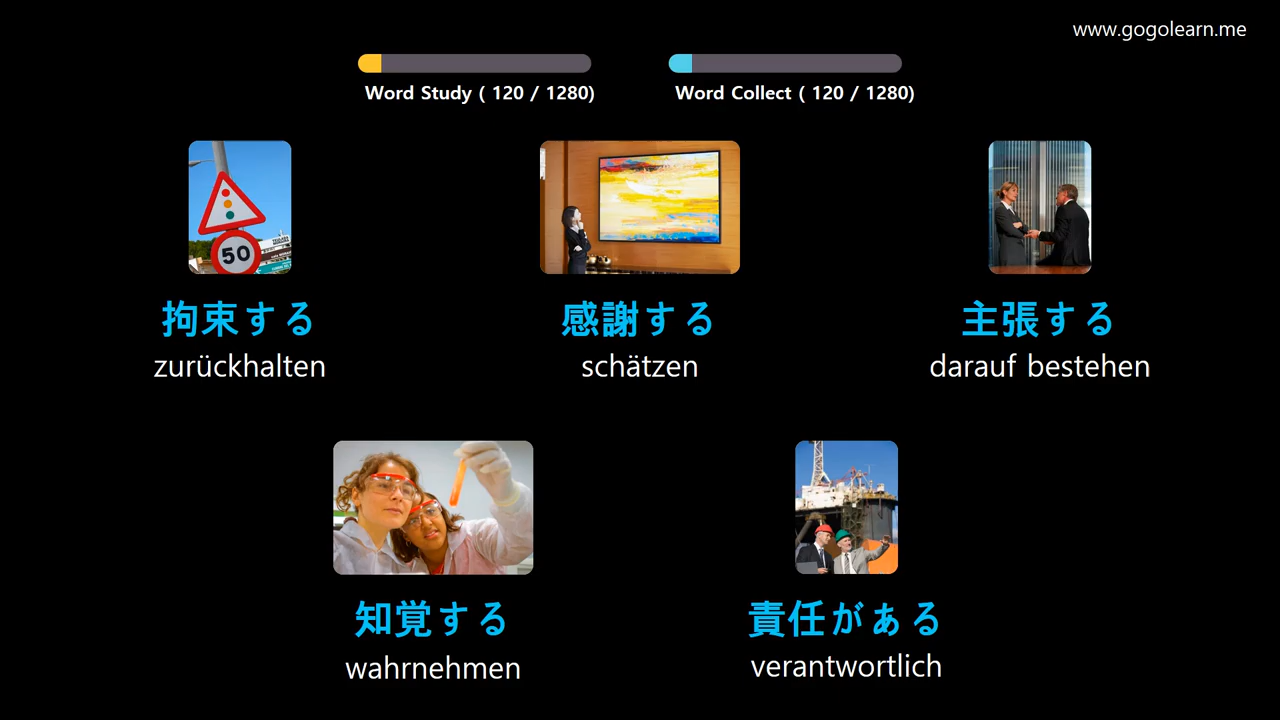 www.gogolearn.me
Word Study ( 120 / 1280)
Word Collect ( 120 / 1280)
50
拘束する
zurückhalten
感謝する
schätzen
主張する
darauf bestehen
知覚する
wahrnehmen
責任がある
verantwortlich